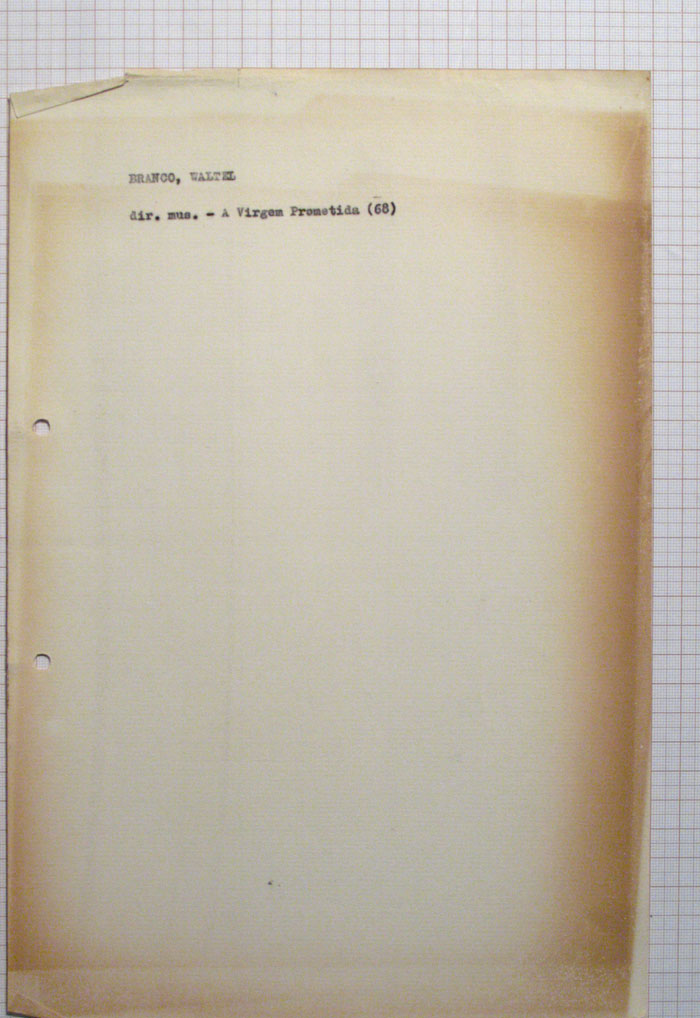 BRANCO, WALTEL
dir. mus. - A Virgem Prometida (68)